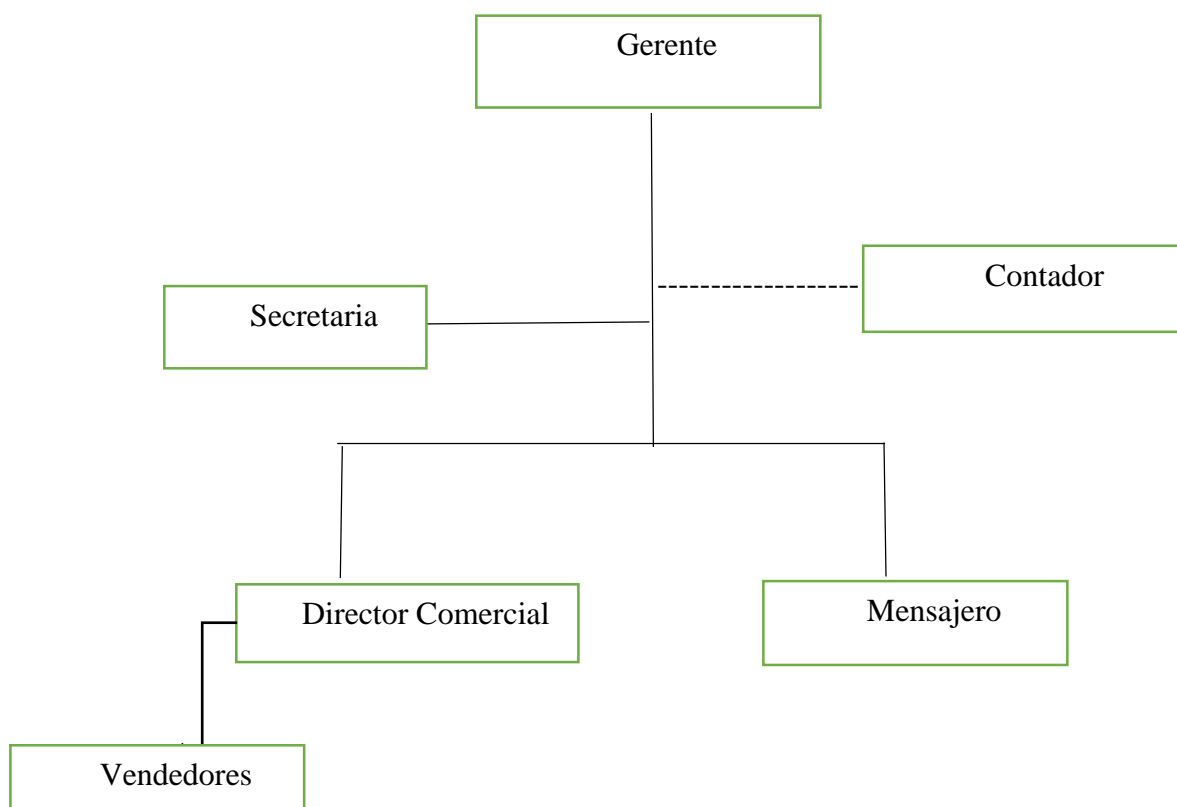 Gerente
Contador
Secretaria
Director Comercial
Mensajero
Vendedores